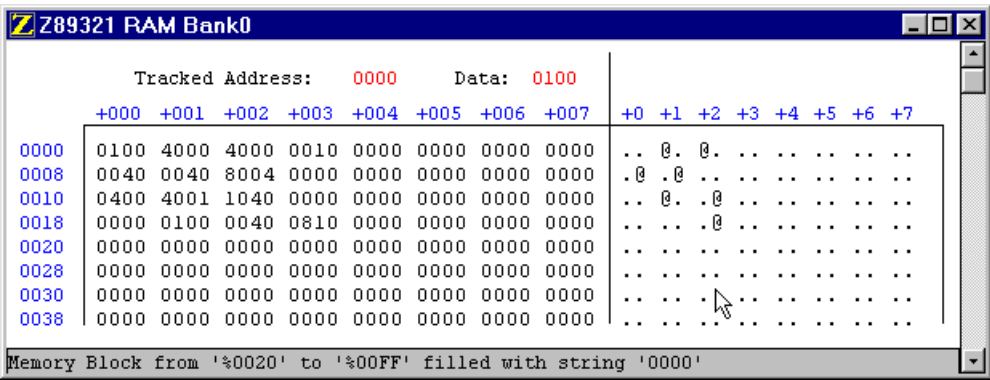 Z89321 RAM Bank0
Tracked Address: 0000 Data: 0100
+000 +001 +002 +003 +004 +005 +006 +007 +0 +1 +2 +3 +4 +5 +6 +7
0000 0100 4000 4000 0010 0000 0000 0000 0000 .. @. @. .. .. .. .. ..
0008 0040 0040 8004 0000 0000 0000 0000 0000 .@ .@ .. .. .. .. .. ..
0010 0400 4001 1040 0000 0000 0000 0000 0000 .. @. .@ .. .. .. .. ..
0018 0000 0100 0040 0810 0000 0000 0000 0000 .. .. .@ .. .. .. .. ..
0020 0000 0000 0000 0000 0000 0000 0000 0000 .. .. .. .. .. .. .. ..
0028 0000 0000 0000 0000 0000 0000 0000 0000 .. .. .. .. .. .. .. ..
0030 0000 0000 0000 0000 0000 0000 0000 0000 .. .. .. .. .. .. .. ..
0038 0000 0000 0000 0000 0000 0000 0000 0000 .. .. .. .. .. .. .. ..
Memory Block from '%0020' to '%00FF' filled with string '0000'